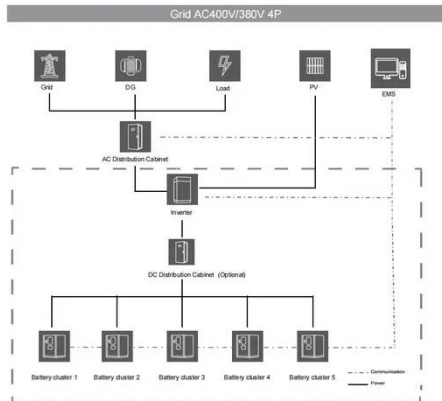 Grid AC400V/380V 4P
Grid
DG
Load
PV
EMS
AC Distribution Cabinet
Inverter
DC Distribution Cabinet (Optional)
Battery cluster 1
Battery cluster 2
Battery cluster 3
Battery cluster 4
Battery cluster 5
Communication
Power